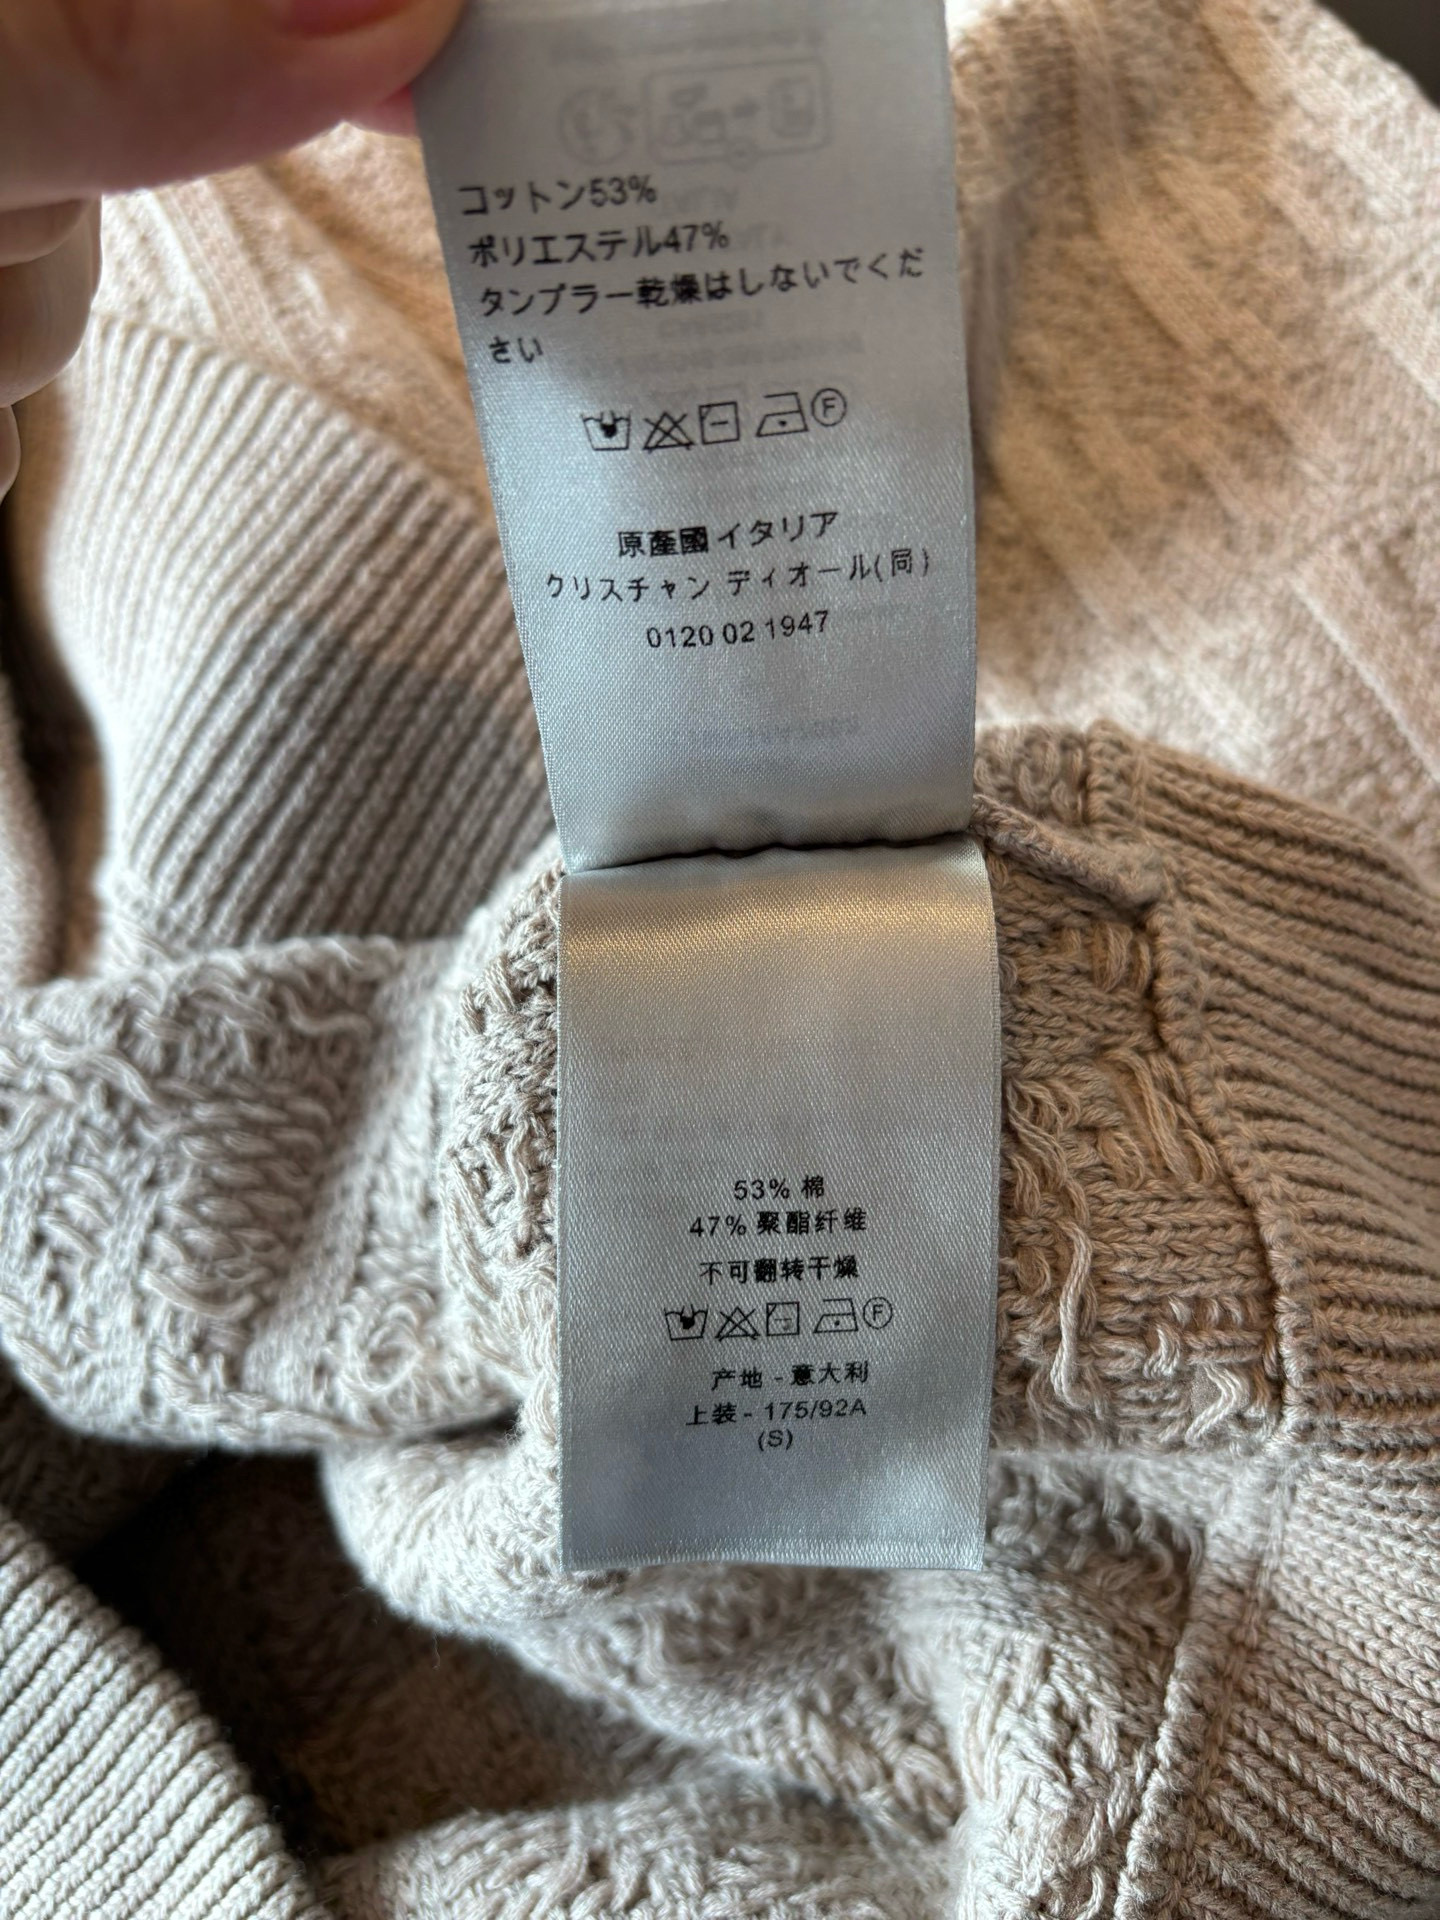 コットン53%
ポリエステル47%
タンブラー乾燥はしないでくだ
さい
F
原產國イタリア
クリスチャン ディオール(同)
0120 02 1947
53% 棉
47% 聚酯纤维
不可翻转干燥
F
产地 - 意大利
上装 - 175/92A
(S)